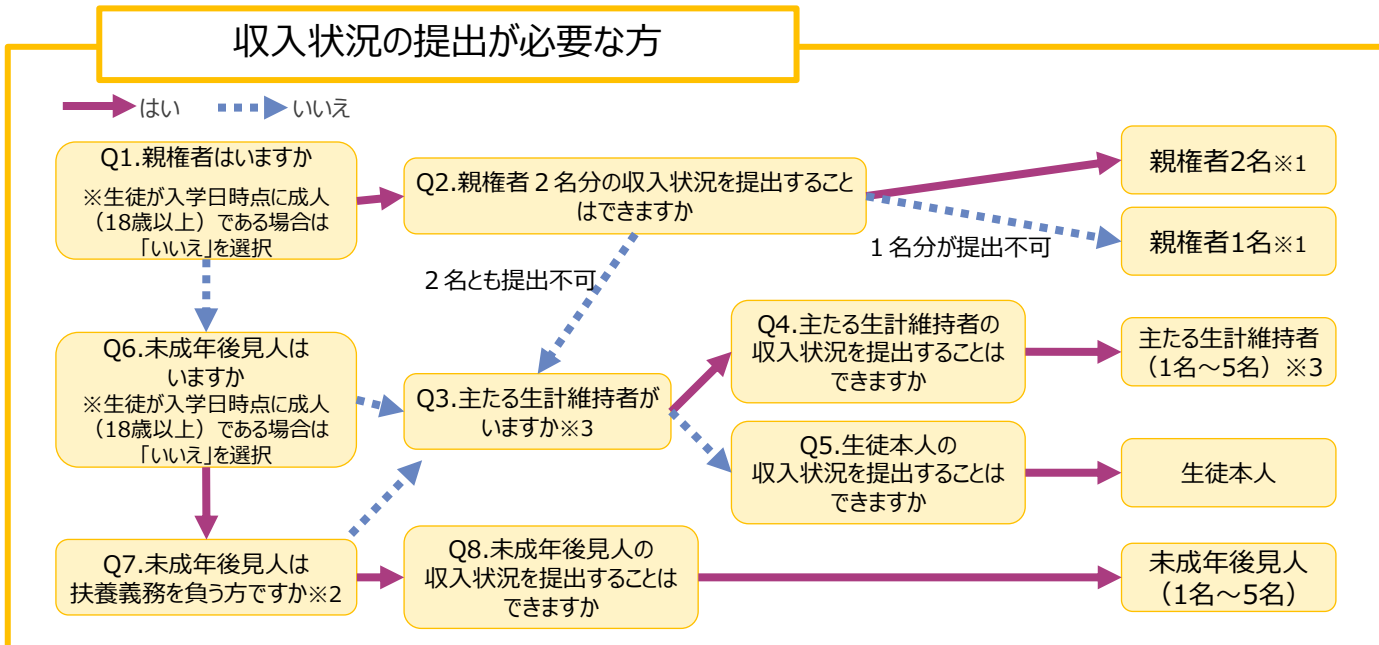 収入状況の提出が必要な方
はい
いいえ
Q1.親権者はいますか
※生徒が入学日時点に成人
（18歳以上）である場合は
「いいえ」を選択
Q2.親権者２名分の収入状況を提出すること
はできますか
親権者2名※1
親権者1名※1
１名分が提出不可
２名とも提出不可
Q6.未成年後見人は
いますか
※生徒が入学日時点に成人
（18歳以上）である場合は
「いいえ」を選択
Q3.主たる生計維持者が
いますか※3
Q4.主たる生計維持者の
収入状況を提出することは
できますか
主たる生計維持者
（1名～5名）※3
Q5.生徒本人の
収入状況を提出することは
できますか
生徒本人
Q7.未成年後見人は
扶養義務を負う方ですか※2
Q8.未成年後見人の
収入状況を提出することは
できますか
未成年後見人
（1名～5名）